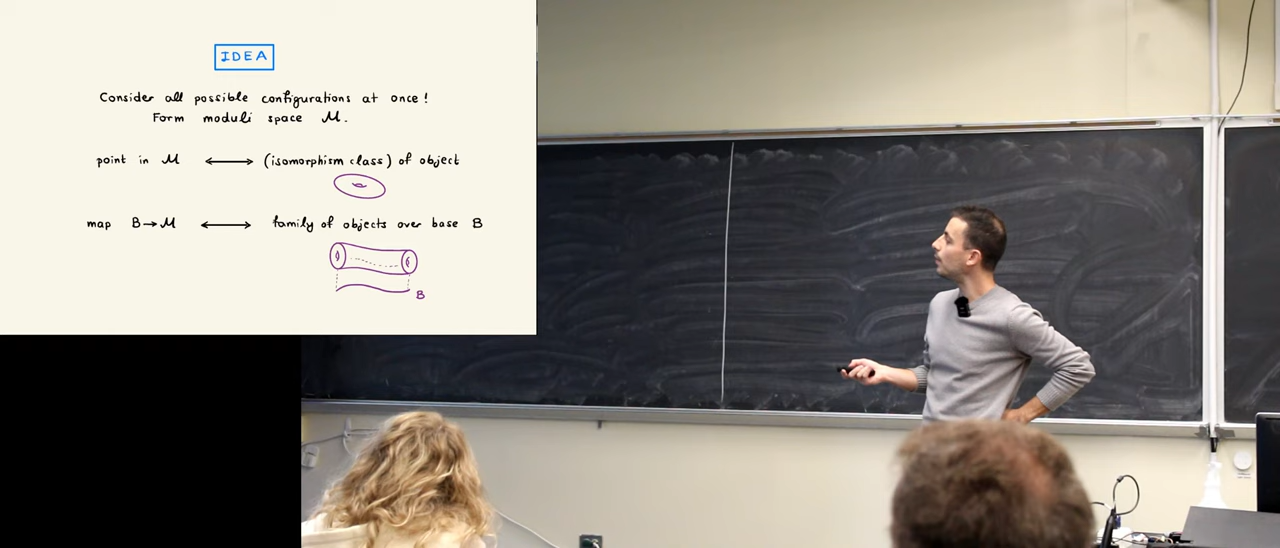 IDEA
Consider all possible configurations at once!
Form moduli space M.
point in M ⟷ (isomorphism class) of object
map B→M ⟷ family of objects over base B
B